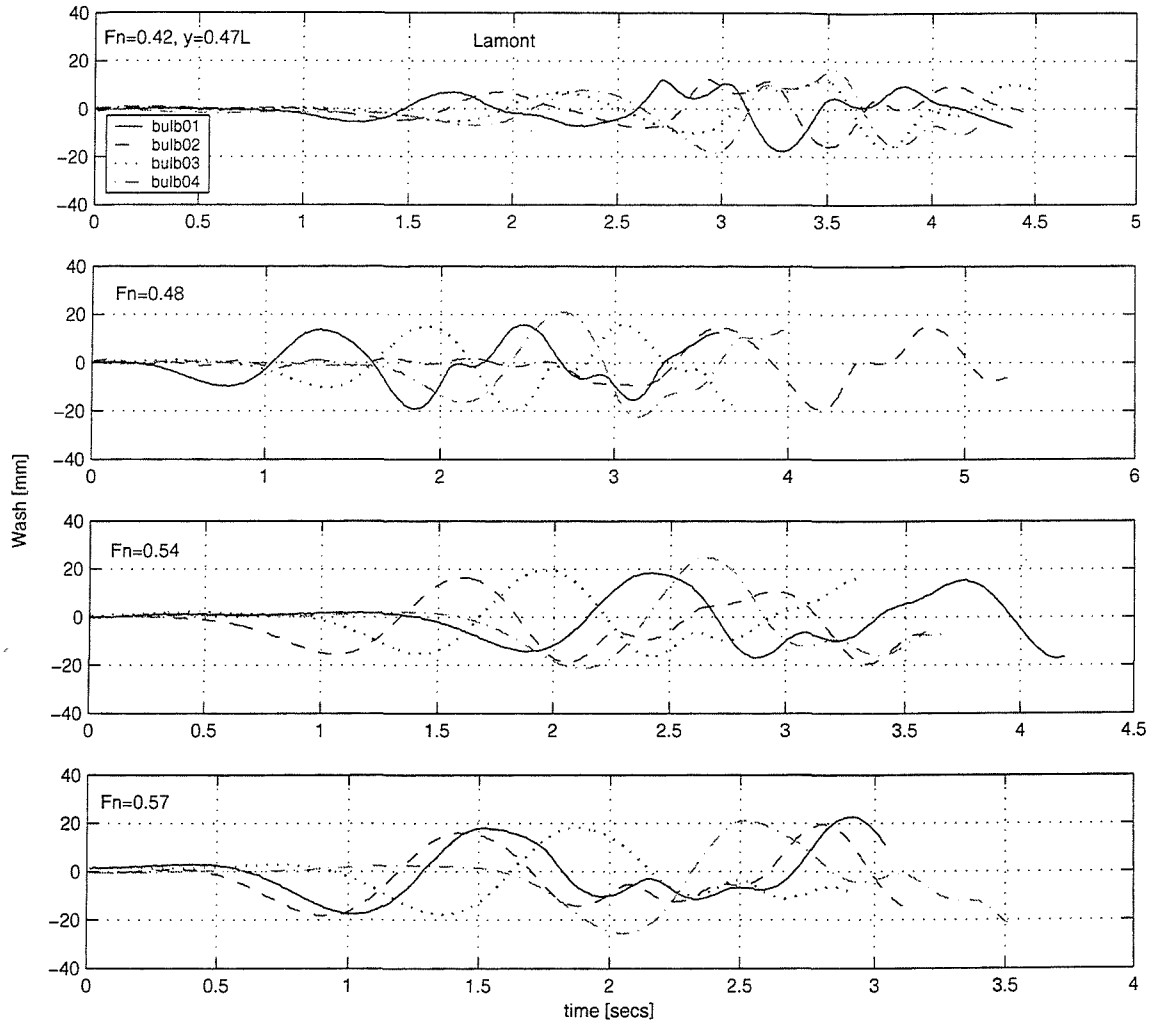 40
Fn=0.42, y=0.47L
Lamont
20
0
bulb01
bulb02
bulb03
bulb04
−20
−40
0 0.5 1 1.5 2 2.5 3 3.5 4 4.5 5
40
Fn=0.48
20
0
−20
−40
0 1 2 3 4 5 6
Wash [mm]
40
Fn=0.54
20
0
−20
−40
0 0.5 1 1.5 2 2.5 3 3.5 4 4.5
40
Fn=0.57
20
0
−20
−40
0 0.5 1 1.5 2 2.5 3 3.5 4
time [secs]